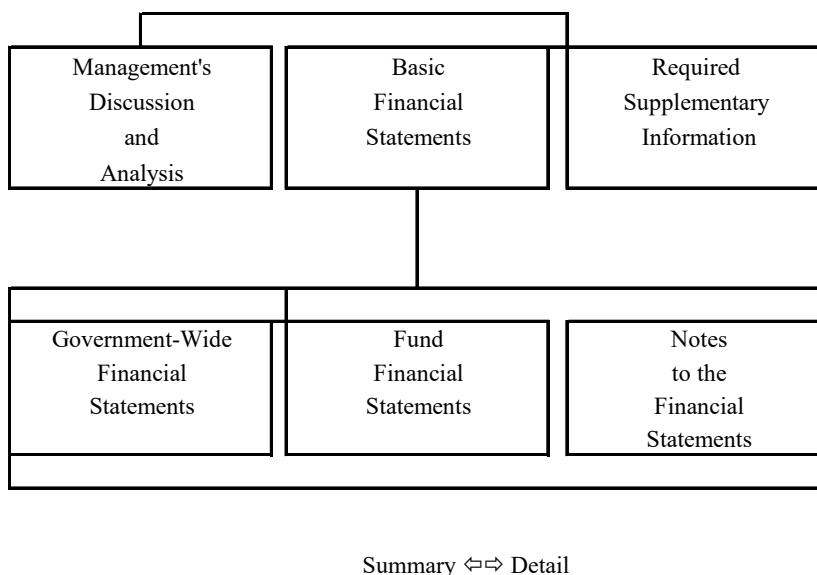 Management's
Discussion
and
Analysis
Basic
Financial
Statements
Required
Supplementary
Information
Government-Wide
Financial
Statements
Fund
Financial
Statements
Notes
to the
Financial
Statements
Summary ⇦⇨ Detail